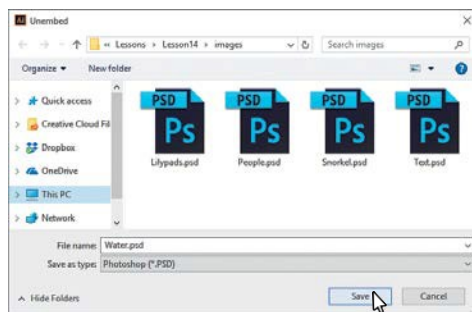 Ai Unembed
« Lessons > Lesson14 > images
Search images
Organize
New folder
Quick access
Creative Cloud Fil
Dropbox
OneDrive
This PC
Network
PSD PSD PSD PSD
Ps Ps Ps Ps
Lilypads.psd People.psd Snorkel.psd Text.psd
File name: Water.psd
Save as type: Photoshop (*.PSD)
Hide Folders
Save
Cancel